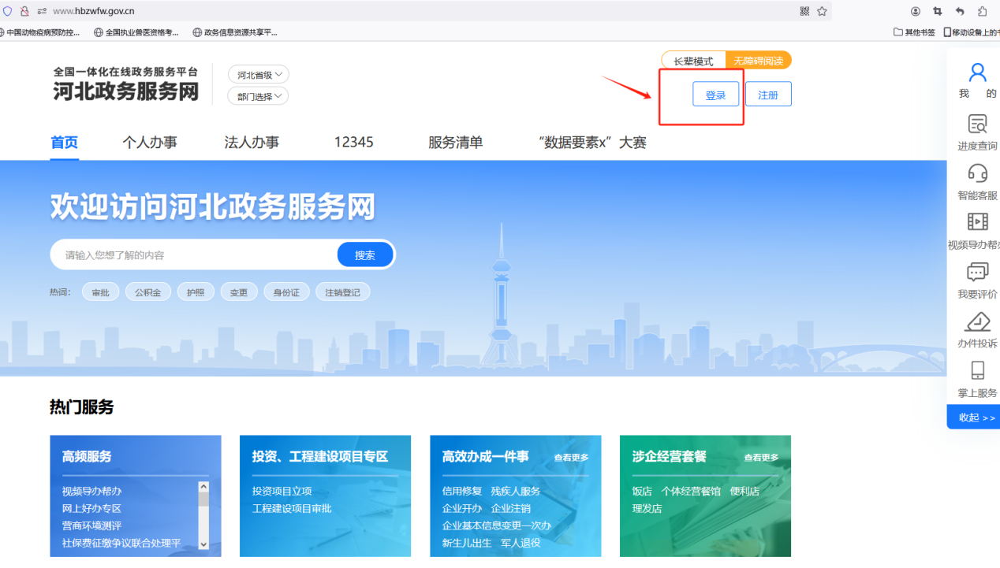 www.hbzwfw.gov.cn
中国动物疫病预防控... 全国执业兽医资格考... 政务信息资源共享平... 其他书签 移动设备上的
全国一体化在线政务服务平台
河北政务服务网
河北省级
部门选择
长辈模式 无障碍阅读
登录 注册
首页 个人办事 法人办事 12345 服务清单 “数据要素x”大赛
欢迎访问河北政务服务网
请输入您想了解的内容 搜索
热词: 审批 公积金 护照 变更 身份证 注销登记
我 的
进度查询
智能客服
视频导办帮办
我要评价
办件投诉
掌上服务
收起 >>
热门服务
高频服务
视频导办帮办
网上好办专区
营商环境测评
社保费征缴争议联合处理平
投资、工程建设项目专区
投资项目立项
工程建设项目审批
高效办成一件事 查看更多
信用修复 残疾人服务
企业开办 企业注销
企业基本信息变更一次办
新生儿出生 军人退役
涉企经营套餐 查看更多
饭店 个体经营餐馆 便利店
理发店